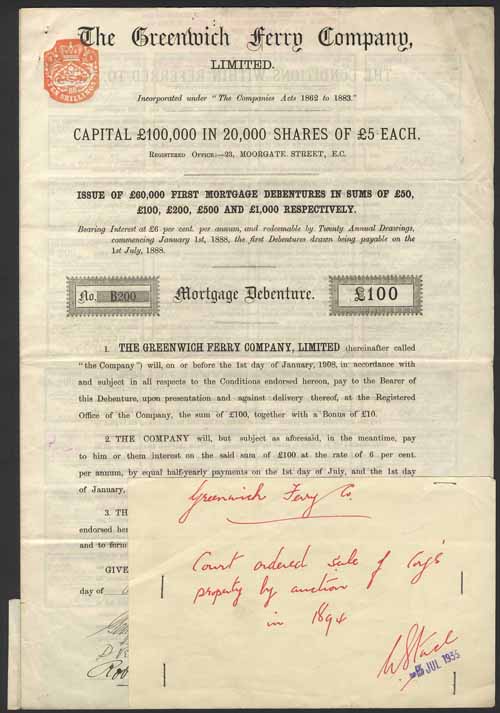 The Greenwich Ferry Company,
LIMITED.
Incorporated under "The Companies Acts 1862 to 1883."
CAPITAL £100,000 IN 20,000 SHARES OF £5 EACH.
REGISTERED OFFICE:—23, MOORGATE STREET, E.C.
ISSUE OF £60,000 FIRST MORTGAGE DEBENTURES IN SUMS OF £50,
£100, £200, £500 AND £1,000 RESPECTIVELY.
Bearing Interest at £6 per cent. per annum, and redeemable by Twenty Annual Drawings,
commencing January 1st, 1888, the first Debentures drawn being payable on the
1st July, 1888.
No. B200 Mortgage Debenture. £100
1. THE GREENWICH FERRY COMPANY, LIMITED (hereinafter called
"the Company") will, on or before the 1st day of January, 1908, in accordance with
and subject in all respects to the Conditions endorsed hereon, pay to the Bearer of
this Debenture, upon presentation and against delivery thereof, at the Registered
Office of the Company, the sum of £100, together with a Bonus of £10.
2. THE COMPANY will, but subject as aforesaid, in the meantime, pay
to him or them interest on the said sum of £100 at the rate of 6 per cent.
per annum, by equal half-yearly payments on the 1st day of July, and the 1st day
of January,
3. TH
endorsed her
and to form
GIVE
day of
Greenwich Ferry Co.
Court ordered sale of Coy's
property by auction
in 1894
JUL 1935